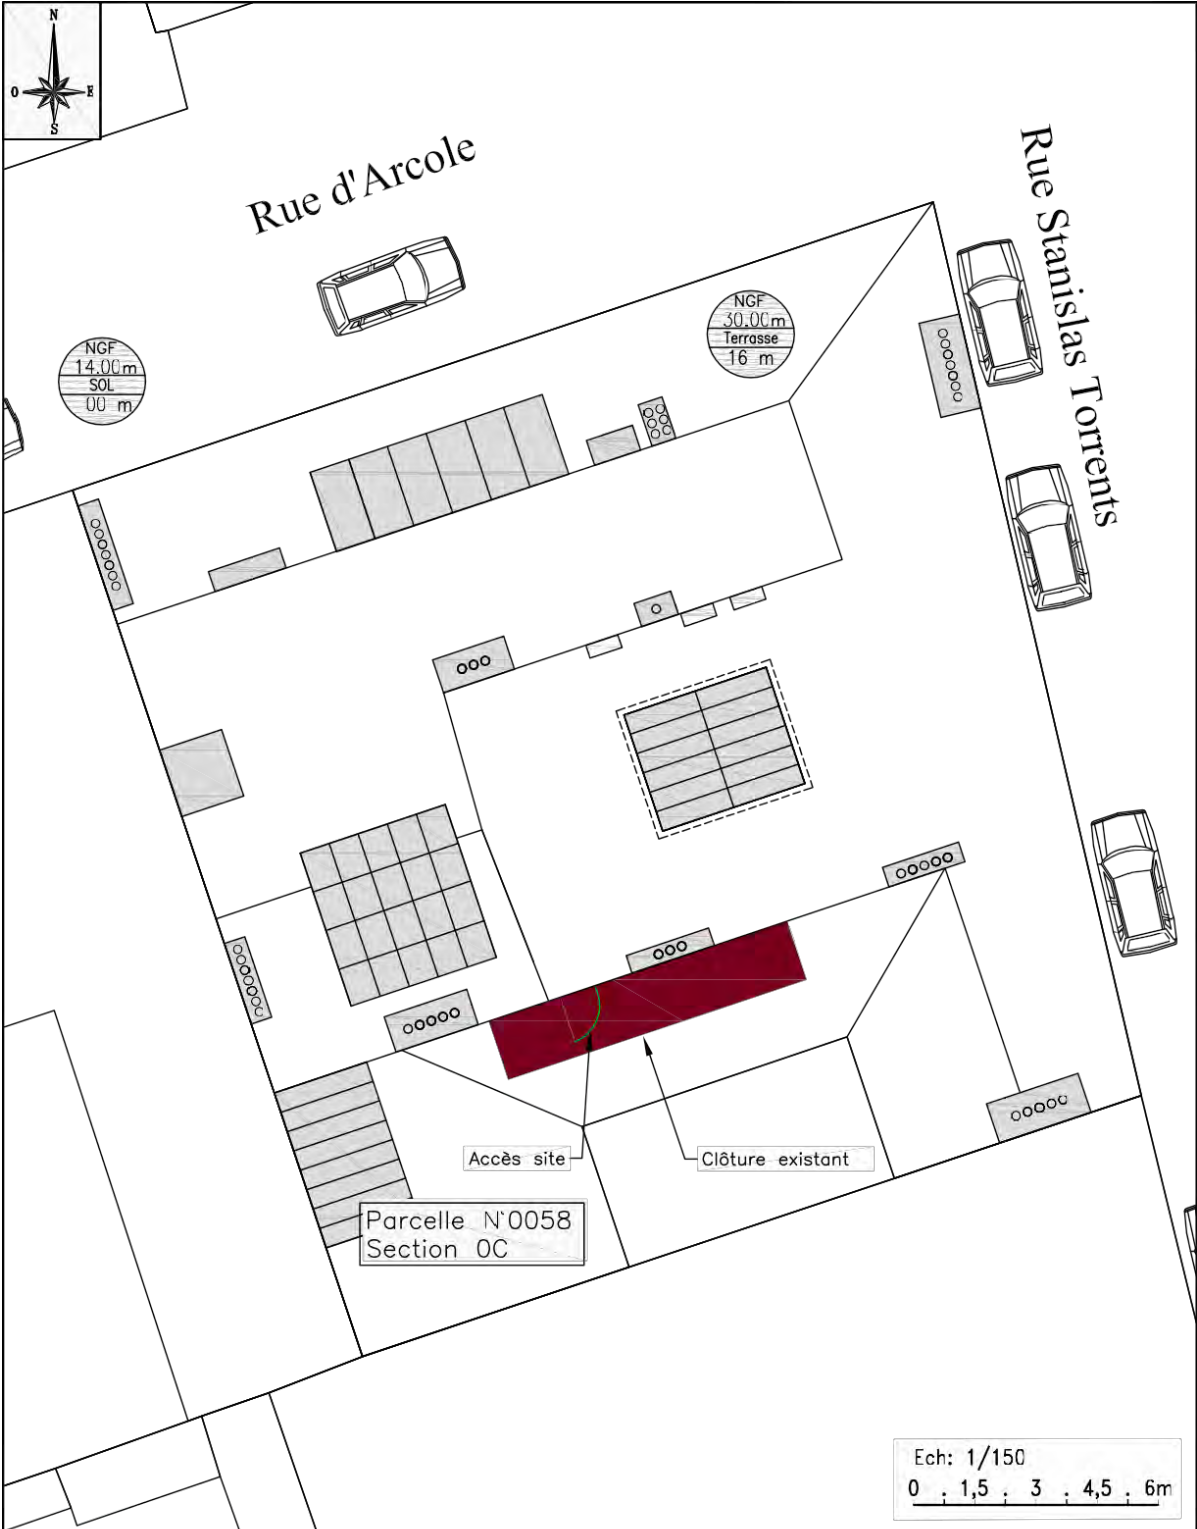 N
O E
S
Rue d'Arcole
Rue Stanislas Torrents
NGF
30.00m
Terrasse
16 m
NGF
14.00m
SOL
00 m
Accès site
Clôture existant
Parcelle N°0058
Section 0C
Ech: 1/150
0 1,5 3 4,5 6m